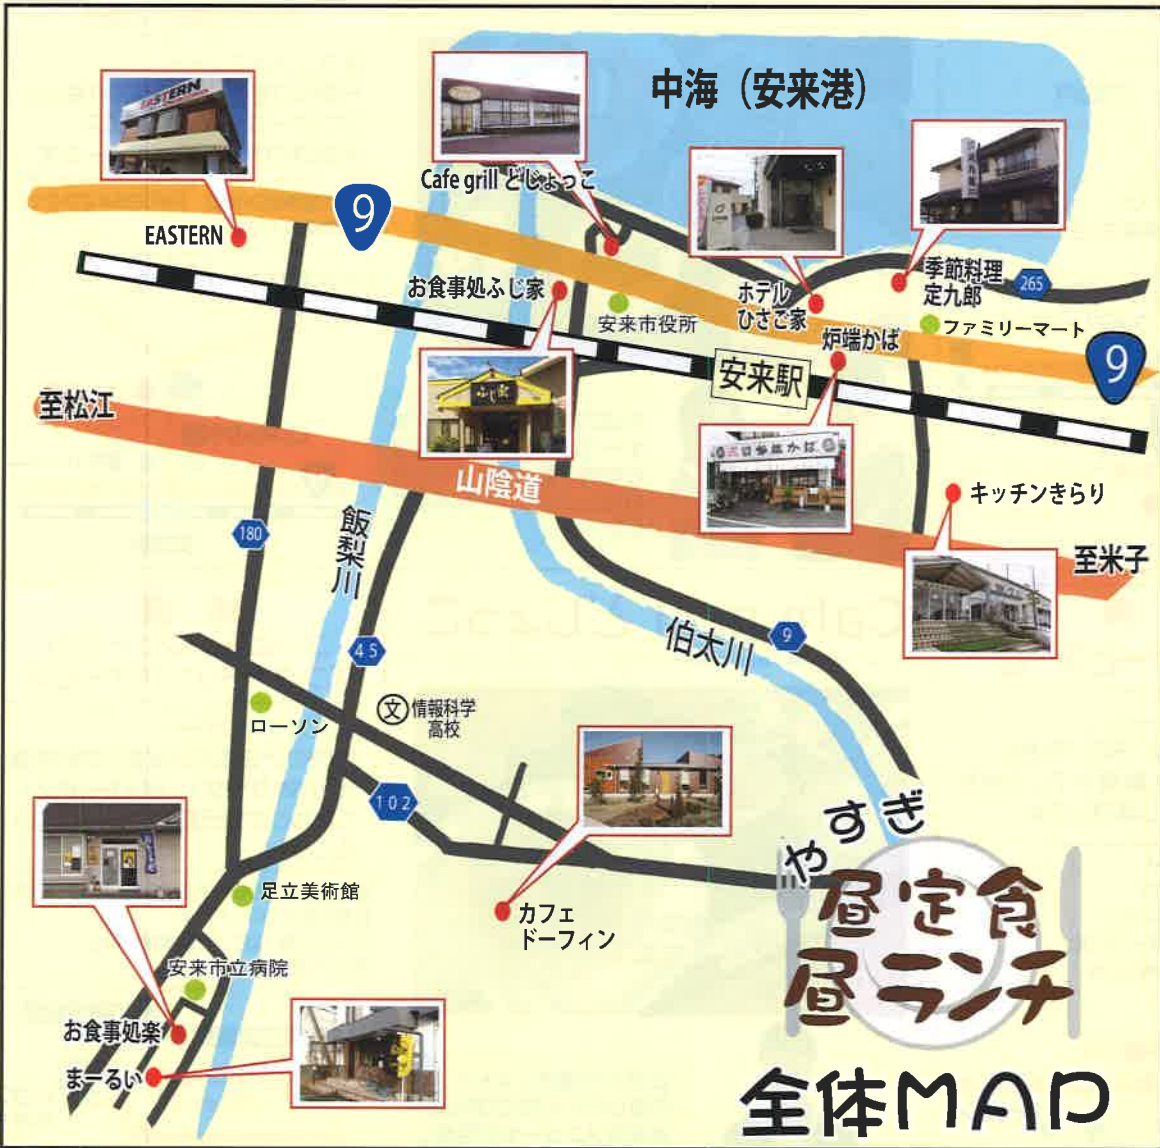 中海（安来港）
EASTERN
Cafe grill どじょっこ
9
EASTERN
季節料理
定九郎
265
お食事処ふじ家
ホテル
ひさご家
安来市役所
ファミリーマート
炉端かば
9
安来駅
ふじ家
至松江
山陰道
キッチンきらり
180
飯梨川
至米子
伯太川
9
45
ローソン
文
情報科学
高校
102
やすぎ
昼定食
昼ランチ
足立美術館
カフェ
ドーフィン
安来市立病院
お食事処楽
まーるい
全体MAP